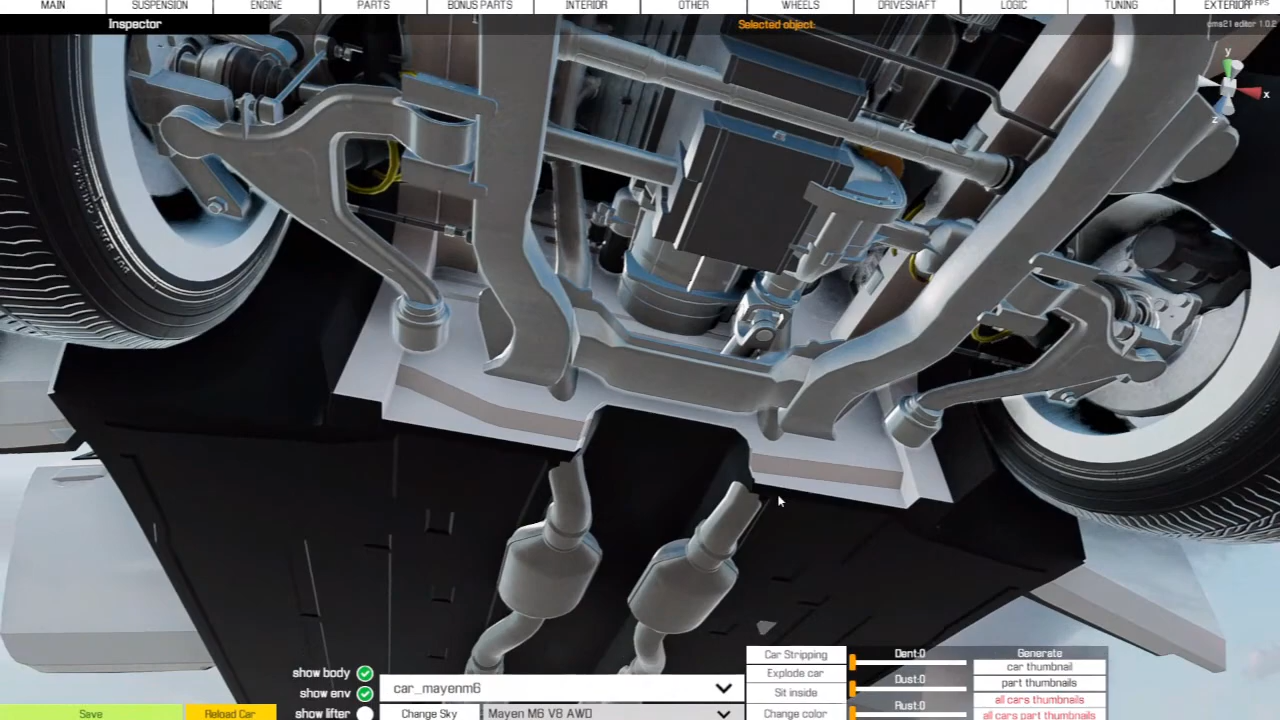 MAIN SUSPENSION ENGINE PARTS BONUS PARTS INTERIOR OTHER WHEELS DRIVESHAFT LOGIC TUNING EXTERIOR
Inspector
Selected object:
cms21 editor 1.0.2
y
x
z
show body
show env
show lifter
Save
Reload Car
car_mayenm6
Change Sky
Mayen M6 V8 AWD
Car Stripping
Explode car
Sit inside
Change color
Dent:0
Dust:0
Rust:0
Generate
car thumbnail
part thumbnails
all cars thumbnails
all cars part thumbnails